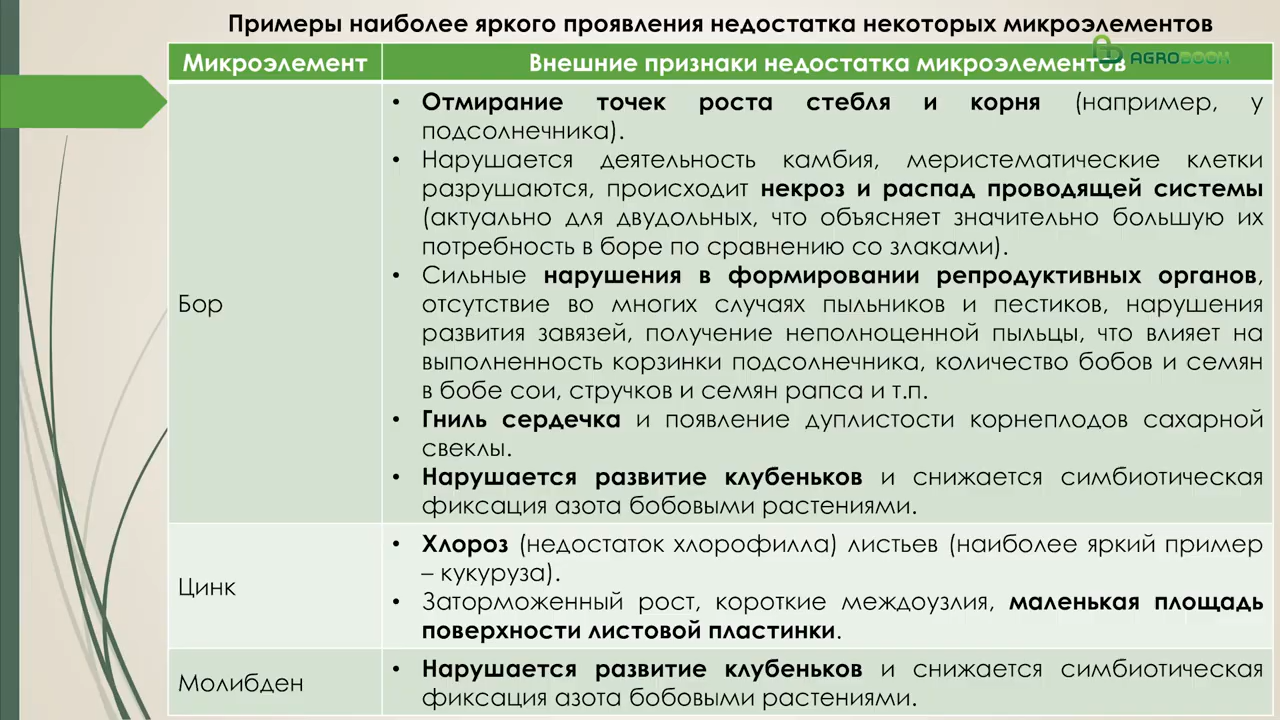 Примеры наиболее яркого проявления недостатка некоторых микроэлементов
AGROBOOK
Микроэлемент
Внешние признаки недостатка микроэлементов
Бор
• Отмирание точек роста стебля и корня (например, у
подсолнечника).
• Нарушается деятельность камбия, меристематические клетки
разрушаются, происходит некроз и распад проводящей системы
(актуально для двудольных, что объясняет значительно большую их
потребность в боре по сравнению со злаками).
• Сильные нарушения в формировании репродуктивных органов,
отсутствие во многих случаях пыльников и пестиков, нарушения
развития завязей, получение неполноценной пыльцы, что влияет на
выполненность корзинки подсолнечника, количество бобов и семян
в бобе сои, стручков и семян рапса и т.п.
• Гниль сердечка и появление дуплистости корнеплодов сахарной
свеклы.
• Нарушается развитие клубеньков и снижается симбиотическая
фиксация азота бобовыми растениями.
Цинк
• Хлороз (недостаток хлорофилла) листьев (наиболее яркий пример
– кукуруза).
• Заторможенный рост, короткие междоузлия, маленькая площадь
поверхности листовой пластинки.
Молибден
• Нарушается развитие клубеньков и снижается симбиотическая
фиксация азота бобовыми растениями.